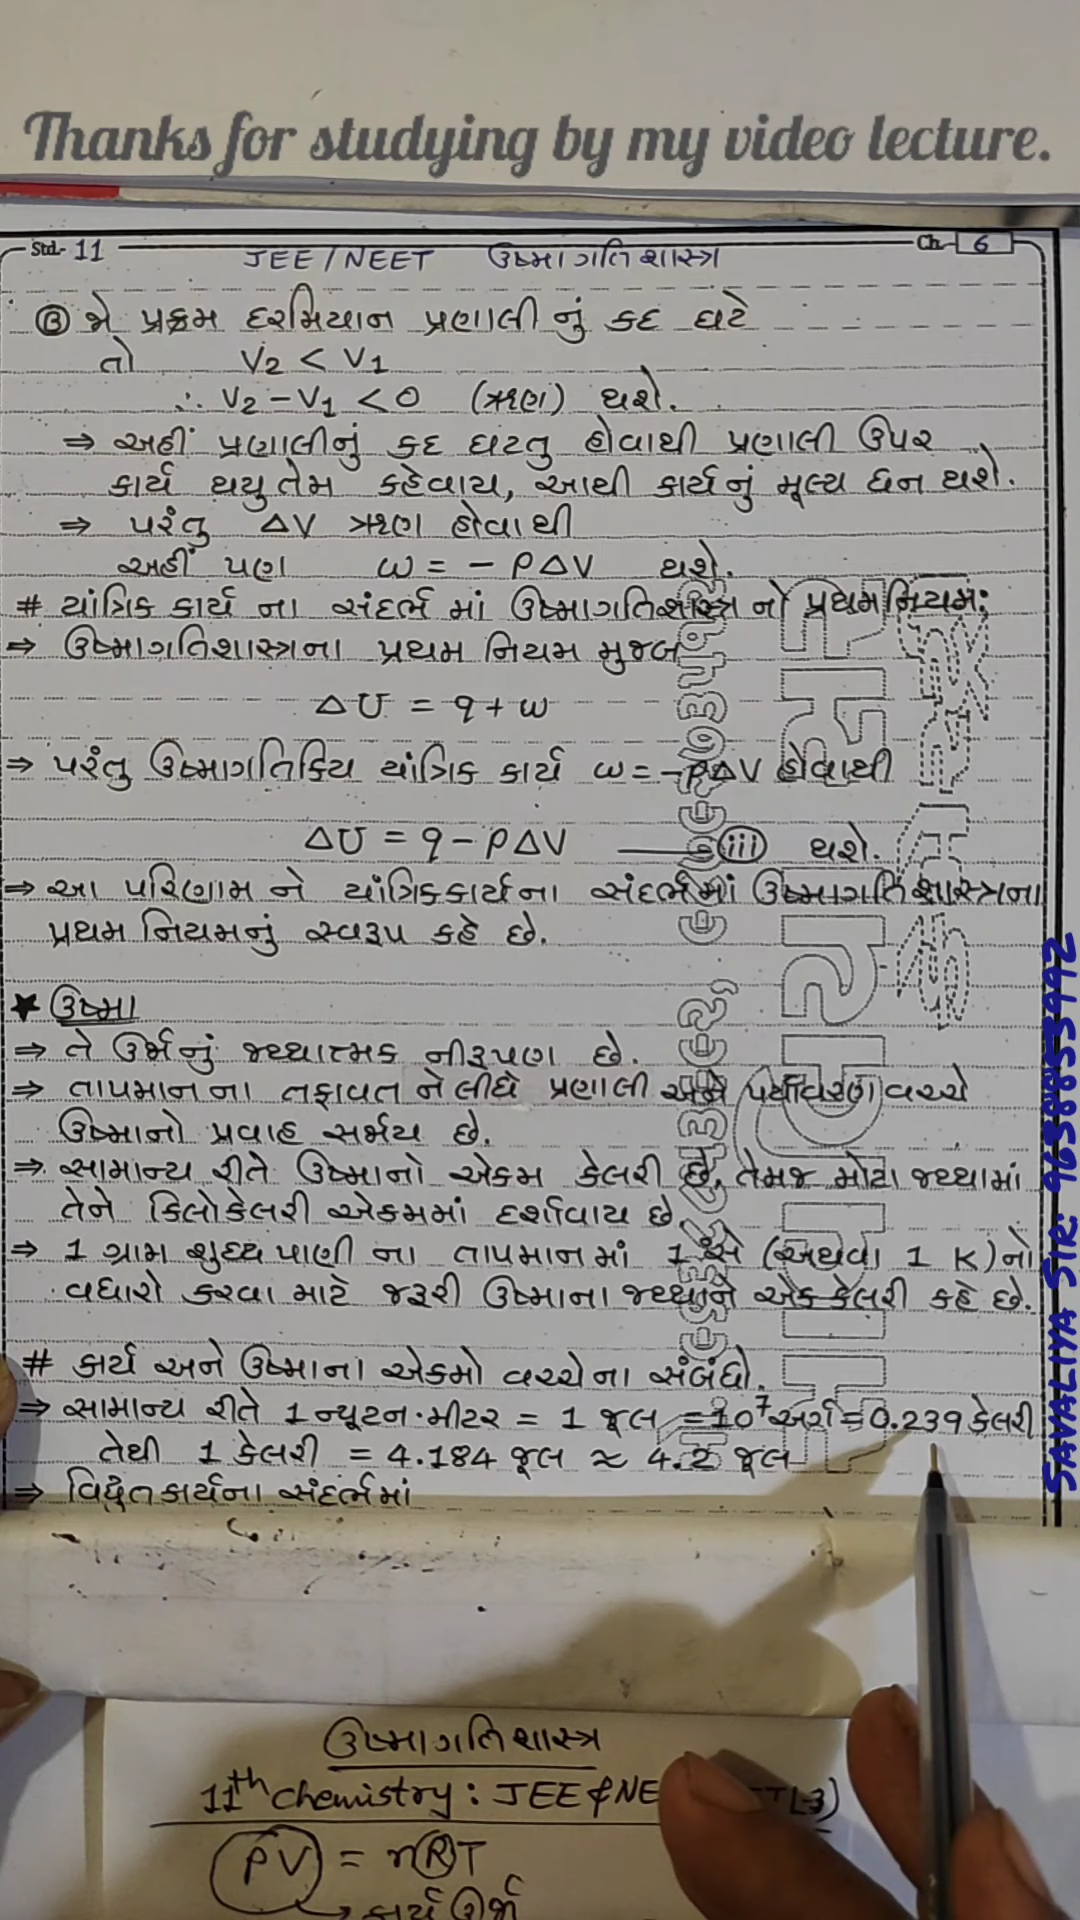 Thanks for studying by my video lecture.
Std- 11 JEE/NEET ઉષ્માગતિશાસ્ત્ર Ch- 6
Ⓑ જો પ્રક્રમ દરમિયાન પ્રણાલીનું કદ ઘટે
તો V₂ < V₁
∴ V₂ - V₁ < 0 (ઋણ) થશે.
⇒ અહીં પ્રણાલીનું કદ ઘટતુ હોવાથી પ્રણાલી ઉપર
કાર્ય થયુ તેમ કહેવાય, આથી કાર્યનું મૂલ્ય ધન થશે.
⇒ પરંતુ ΔV ઋણ હોવાથી
અહીં પણ ω = - PΔV થશે.
# યાંત્રિક કાર્ય ના સંદર્ભ માં ઉષ્માગતિશાસ્ત્ર નો પ્રથમ નિયમ:
⇒ ઉષ્માગતિશાસ્ત્રના પ્રથમ નિયમ મુજબ
ΔU = q + ω
⇒ પરંતુ ઉષ્માગતિકિય યાંત્રિક કાર્ય ω = -PΔV હોવાથી
ΔU = q - PΔV —— (iii) થશે.
⇒ આ પરિણામ ને યાંત્રિકકાર્યના સંદર્ભમાં ઉષ્માગતિશાસ્ત્રના
પ્રથમ નિયમનું સ્વરૂપ કહે છે.
★ ઉષ્મા
⇒ તે ઉર્જાનું જથ્થાત્મક નીરૂપણ છે.
⇒ તાપમાન ના તફાવત ને લીધે પ્રણાલી અને પર્યાવરણ વચ્ચે
ઉષ્માનો પ્રવાહ સર્જાય છે.
⇒ સામાન્ય રીતે ઉષ્માનો એકમ કેલરી છે, તેમજ મોટા જથ્થામાં
તેને કિલોકેલરી એકમમાં દર્શાવાય છે.
⇒ 1 ગ્રામ શુધ્ધ પાણી ના તાપમાન માં 1° સે (અથવા 1 K) નો
વધારો કરવા માટે જરૂરી ઉષ્માના જથ્થાને એક કેલરી કહે છે.
# કાર્ય અને ઉષ્માના એકમો વચ્ચેના સંબંધો.
⇒ સામાન્ય રીતે 1 ન્યૂટન·મીટર = 1 જૂલ = 10⁷ અર્ગ = 0.239 કેલરી
તેથી 1 કેલરી = 4.184 જૂલ ≈ 4.2 જૂલ
⇒ વિદ્યુતકાર્યના સંદર્ભમાં
SAVALIYA SIR: 9638853992
ઉષ્માગતિશાસ્ત્ર
11th chemistry: JEE & NE
PV = nRT
કાર્ય ઊર્જા